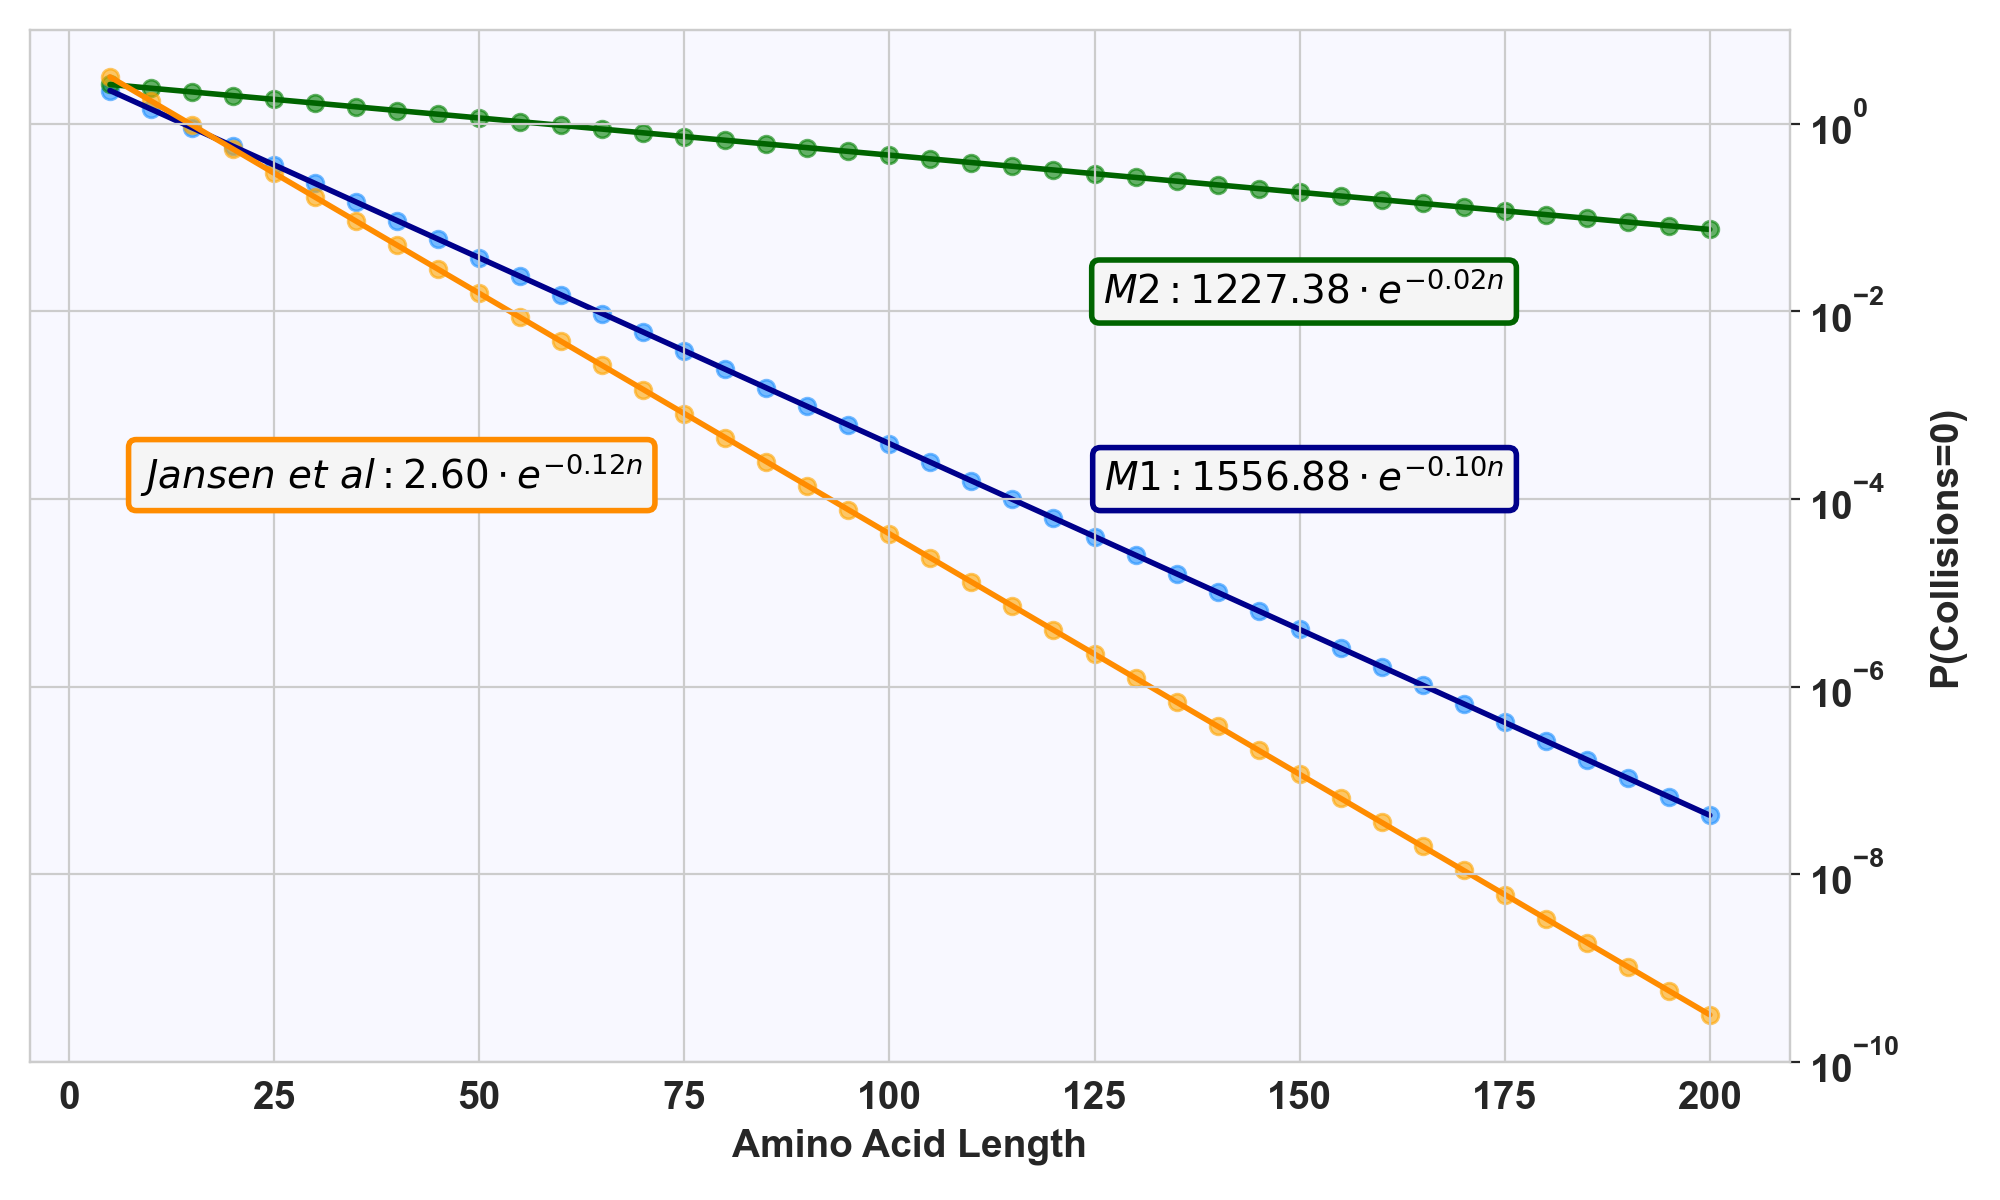 10^0
10^−2
10^−4
10^−6
10^−8
10^−10
P(Collisions=0)
M2 : 1227.38 · e^−0.02n
Jansen et al : 2.60 · e^−0.12n
M1 : 1556.88 · e^−0.10n
0 25 50 75 100 125 150 175 200
Amino Acid Length